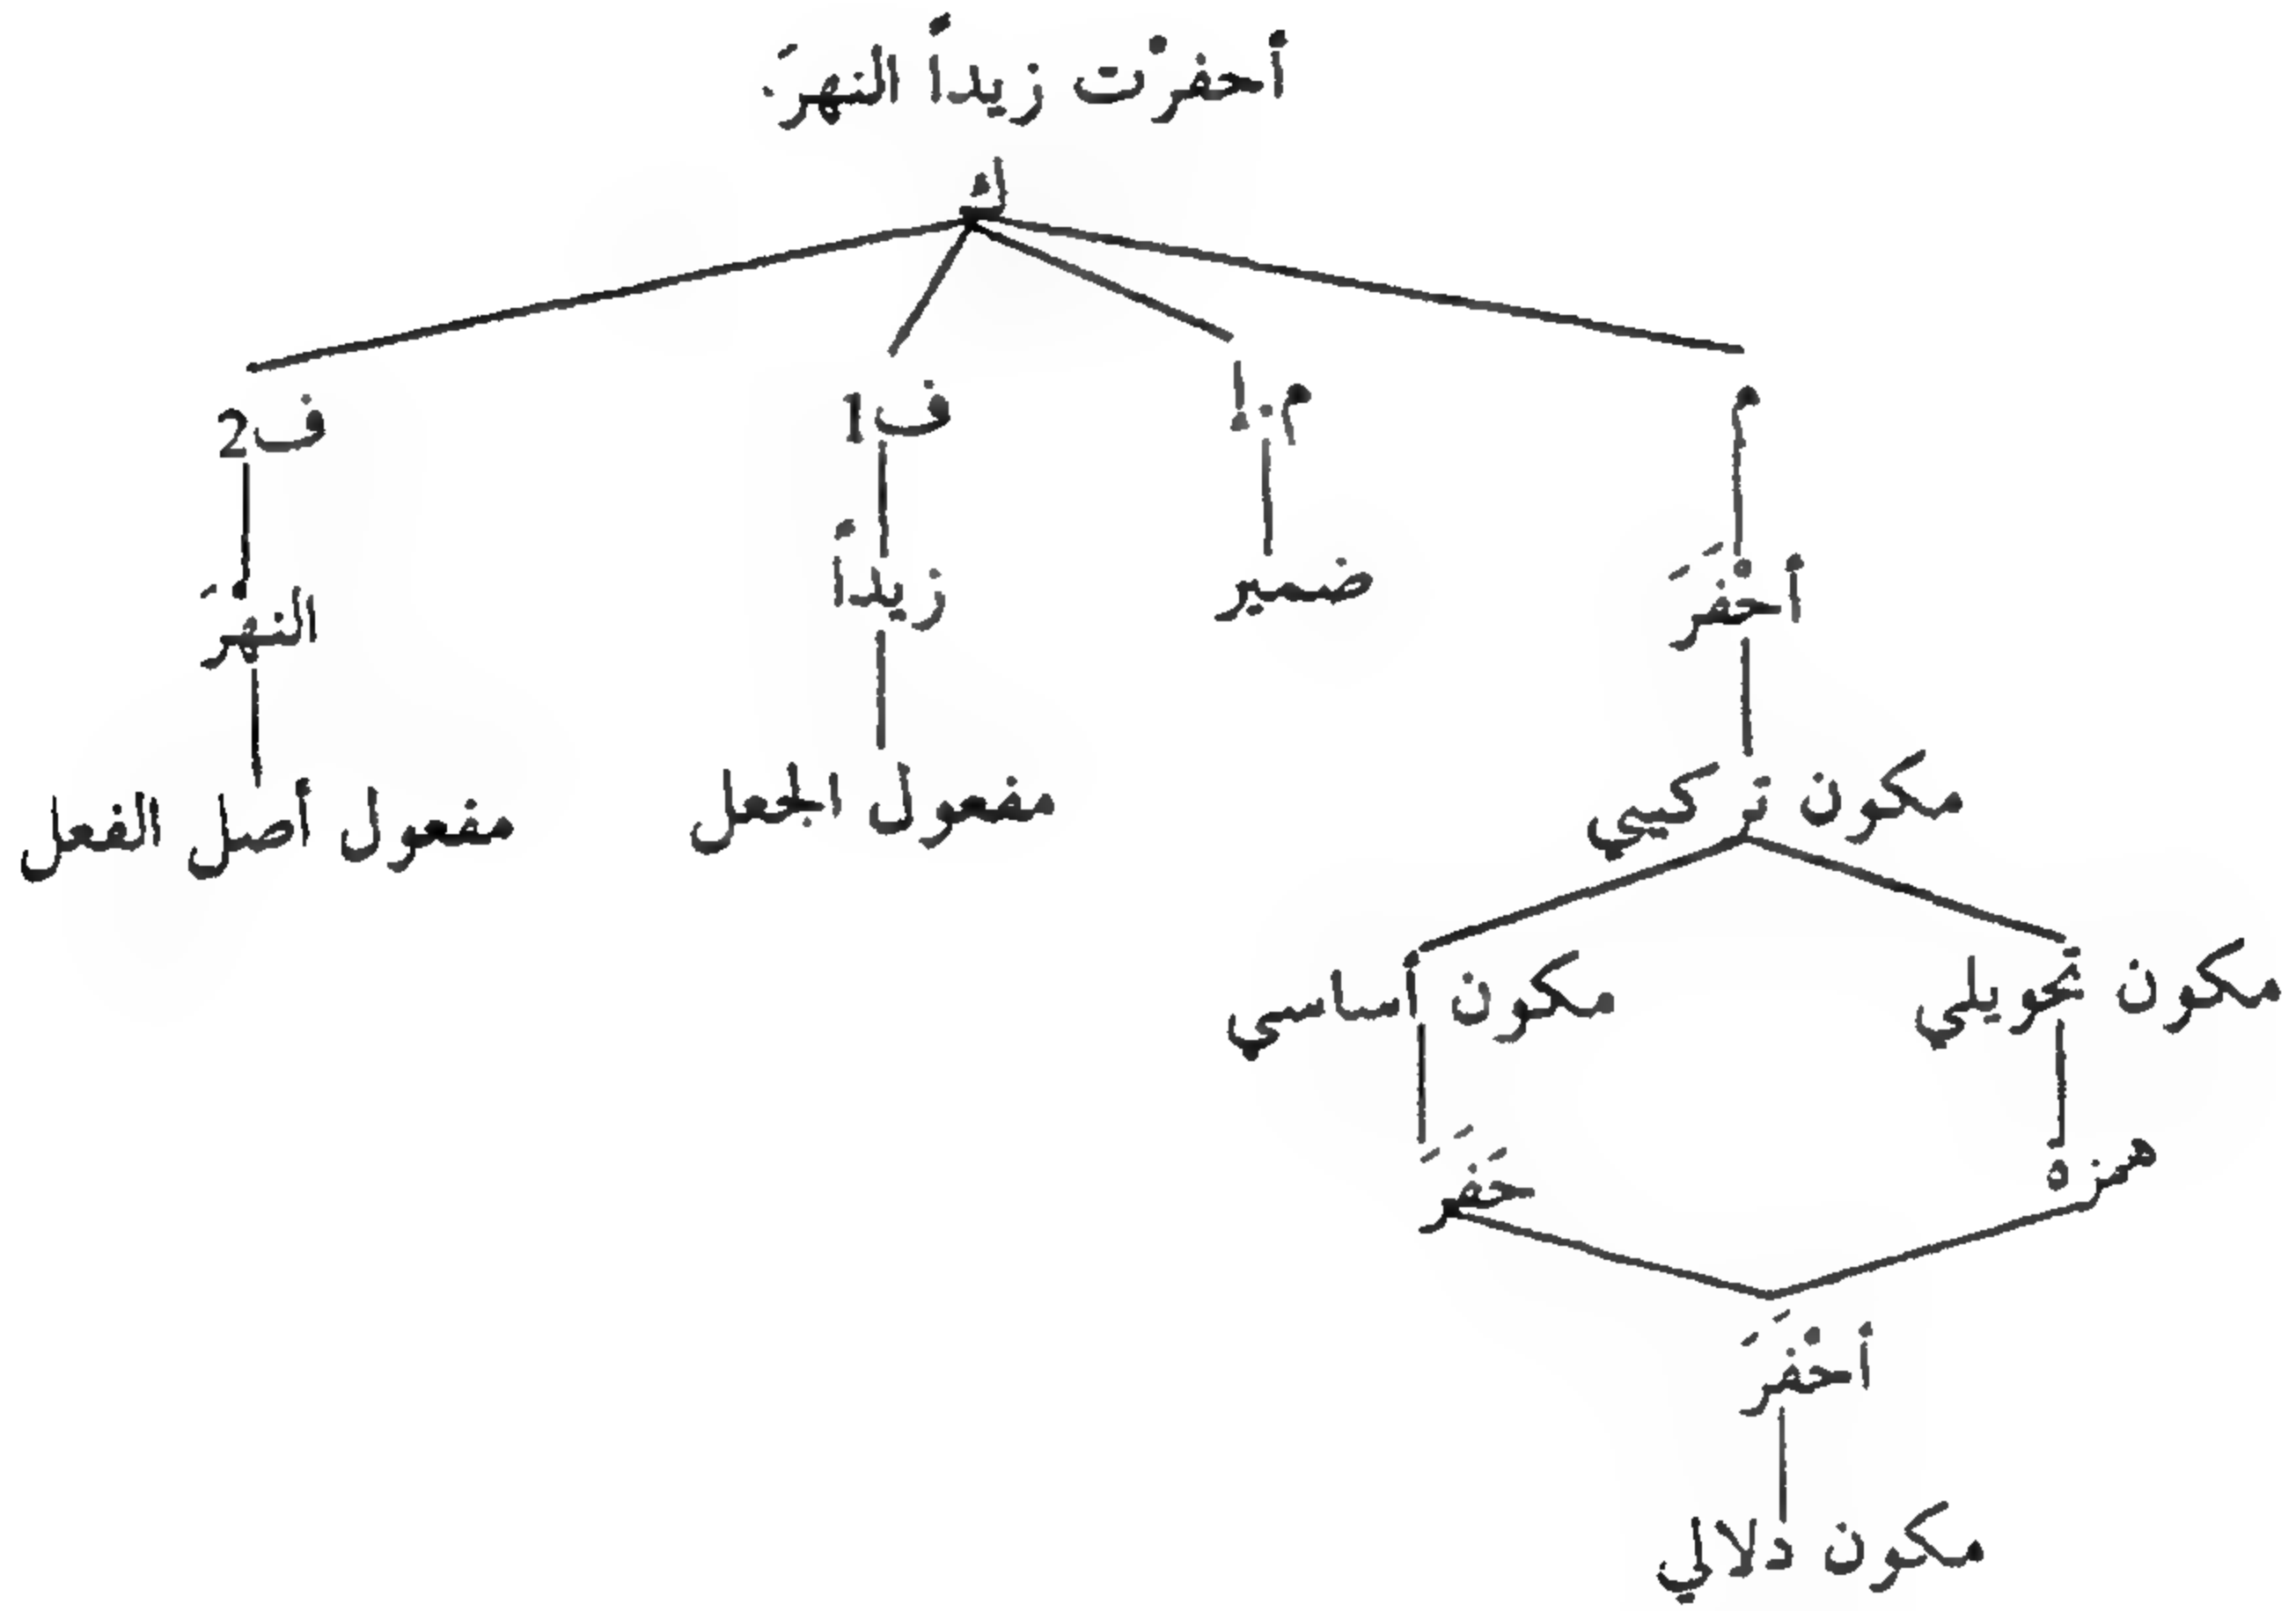 أحفرْت زيداً النهرَ.
ك
م م.إ ف1 ف2
أحْفَرَ ضمير زيداً النهرَ
مكون تركيبي مفعول الجعل مفعول أصل الفعل
مكون تحويلي مكون أساسي
همزه حَفَرَ
أحْفَرَ
مكون دلالي